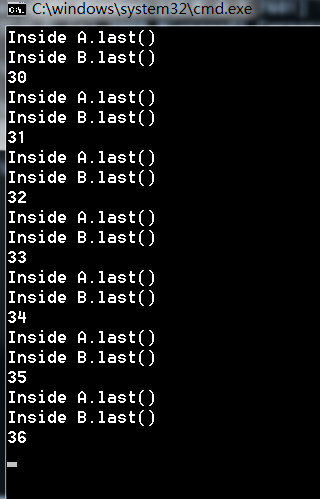 C:\windows\system32\cmd.exe
Inside A.last()
Inside B.last()
30
Inside A.last()
Inside B.last()
31
Inside A.last()
Inside B.last()
32
Inside A.last()
Inside B.last()
33
Inside A.last()
Inside B.last()
34
Inside A.last()
Inside B.last()
35
Inside A.last()
Inside B.last()
36